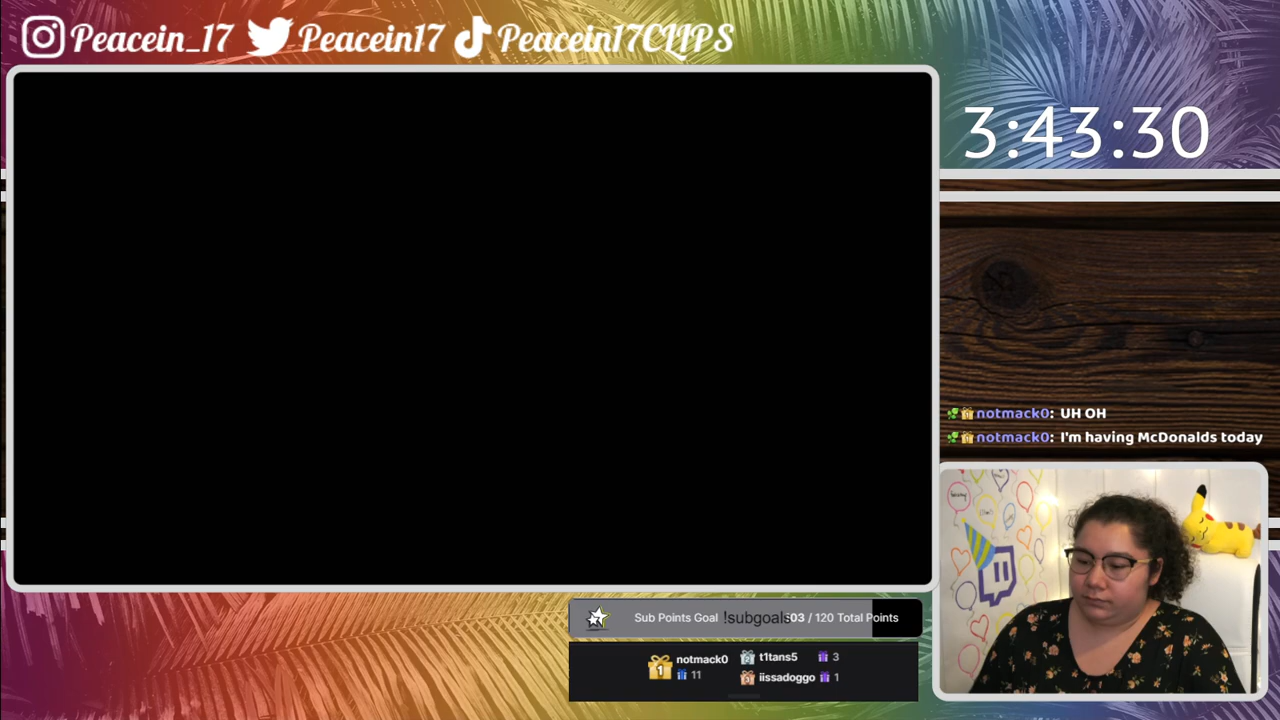 Peacein_17 Peacein17 Peacein17CLIPS
3:43:30
notmack0: UH OH
notmack0: I'm having McDonalds today
Sub Points Goal !subgoals 03 / 120 Total Points
notmack0
11
t1tans5 3
iissadoggo 1